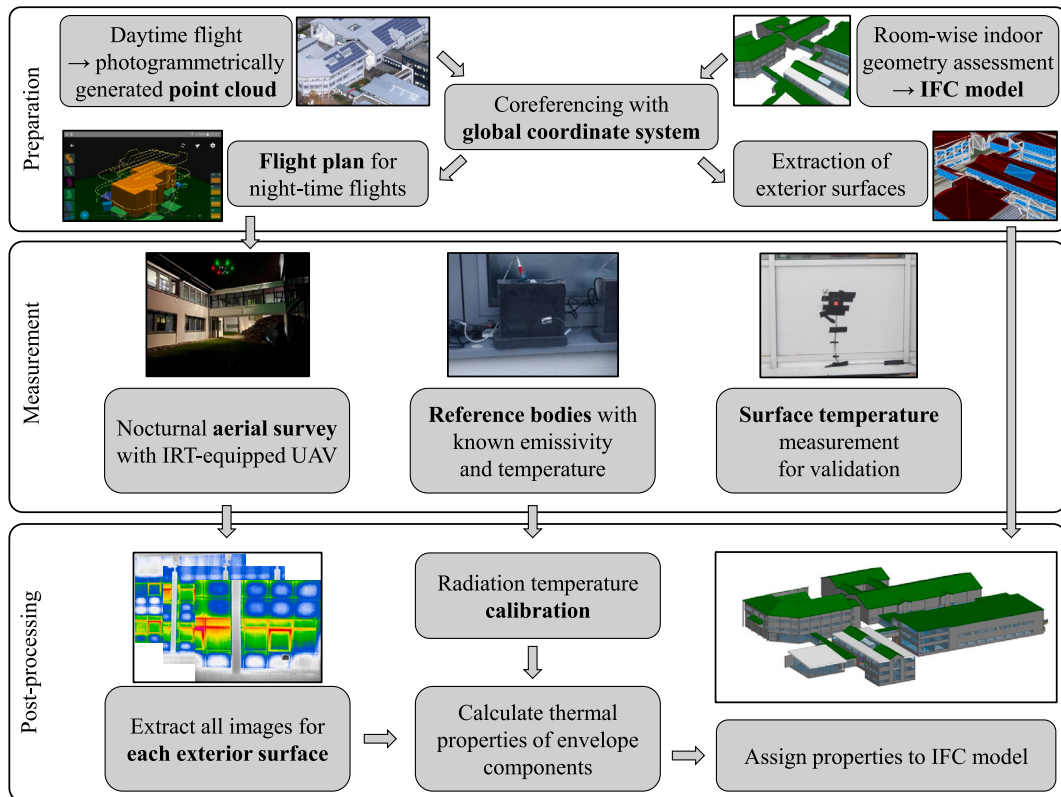 Preparation
Daytime flight
→ photogrammetrically
generated point cloud
Room-wise indoor
geometry assessment
→ IFC model
Coreferencing with
global coordinate system
Flight plan for
night-time flights
Extraction of
exterior surfaces
Measurement
Nocturnal aerial survey
with IRT-equipped UAV
Reference bodies with
known emissivity
and temperature
Surface temperature
measurement
for validation
Post-processing
Radiation temperature
calibration
Extract all images for
each exterior surface
Calculate thermal
properties of envelope
components
Assign properties to IFC model